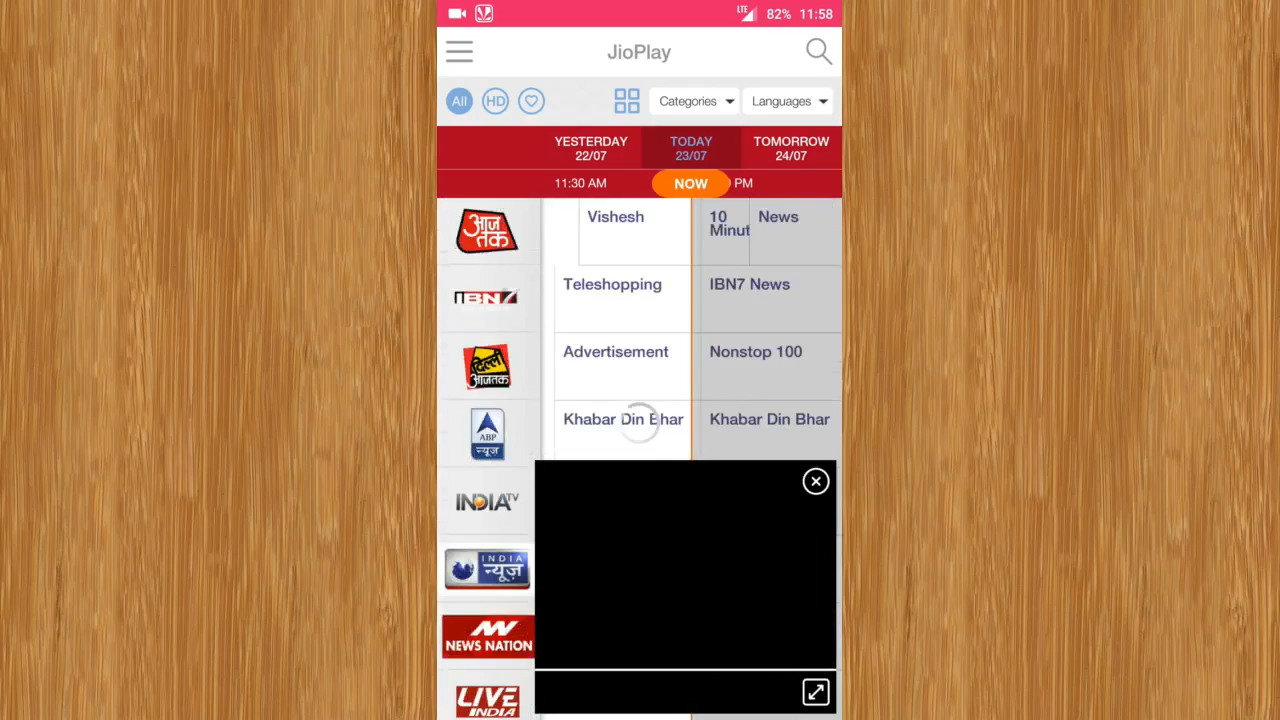 LTE 82% 11:58
JioPlay
All HD Categories Languages
YESTERDAY TODAY TOMORROW
22/07 23/07 24/07
11:30 AM NOW PM
आज तक
Vishesh
10 Minut
News
IBN7
Teleshopping
IBN7 News
दिल्ली आजतक
Advertisement
Nonstop 100
ABP न्यूज़
Khabar Din Bhar
Khabar Din Bhar
INDIA TV
INDIA न्यूज़
NEWS NATION
LIVE INDIA